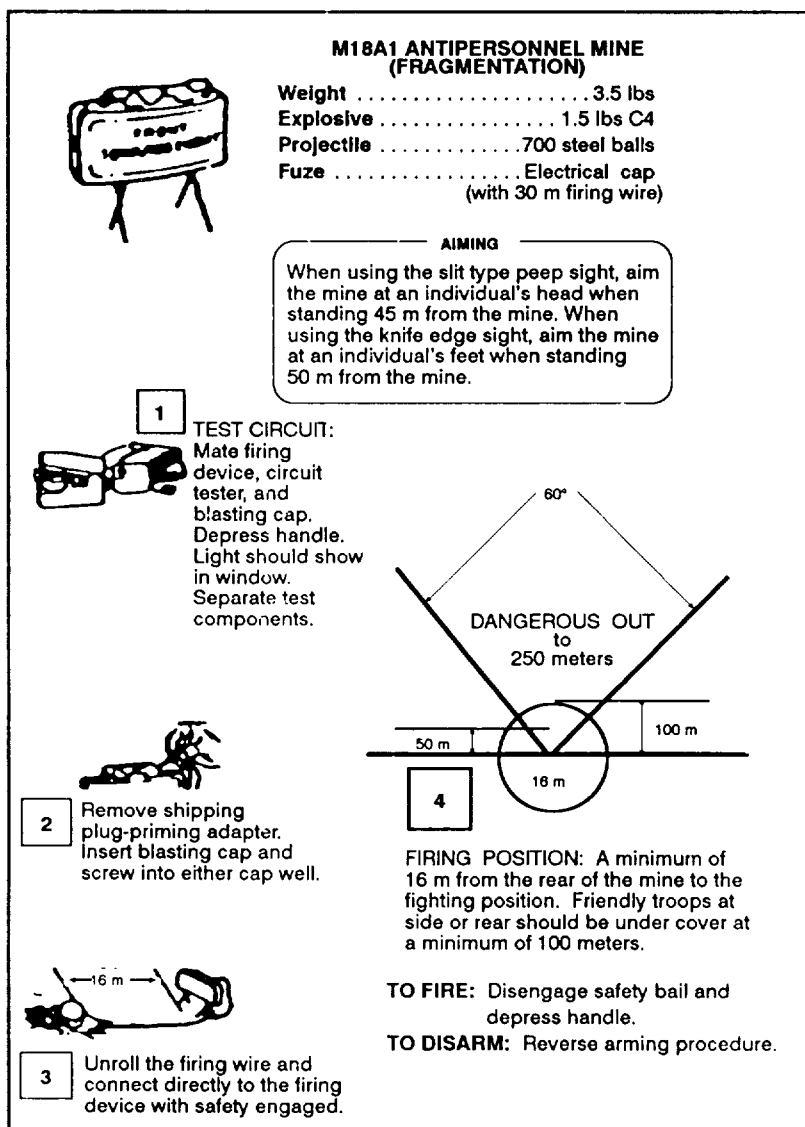 M18A1 ANTIPERSONNEL MINE
(FRAGMENTATION)
FRONT
Weight . . . . . . . . . . . . . . . . . . . . . 3.5 lbs
Explosive . . . . . . . . . . . . . . . . 1.5 lbs C4
Projectile . . . . . . . . . . . . 700 steel balls
Fuze . . . . . . . . . . . . . . . . . Electrical cap
(with 30 m firing wire)
AIMING
When using the slit type peep sight, aim
the mine at an individual's head when
standing 45 m from the mine. When
using the knife edge sight, aim the mine
at an individual's feet when standing
50 m from the mine.
1
TEST CIRCUIT:
Mate firing
device, circuit
tester, and
blasting cap.
Depress handle.
Light should show
in window.
Separate test
components.
2
Remove shipping
plug-priming adapter.
Insert blasting cap and
screw into either cap well.
16 m
3
Unroll the firing wire and
connect directly to the firing
device with safety engaged.
60°
DANGEROUS OUT
to
250 meters
50 m
100 m
16 m
4
FIRING POSITION: A minimum of
16 m from the rear of the mine to the
fighting position. Friendly troops at
side or rear should be under cover at
a minimum of 100 meters.
TO FIRE: Disengage safety bail and
depress handle.
TO DISARM: Reverse arming procedure.